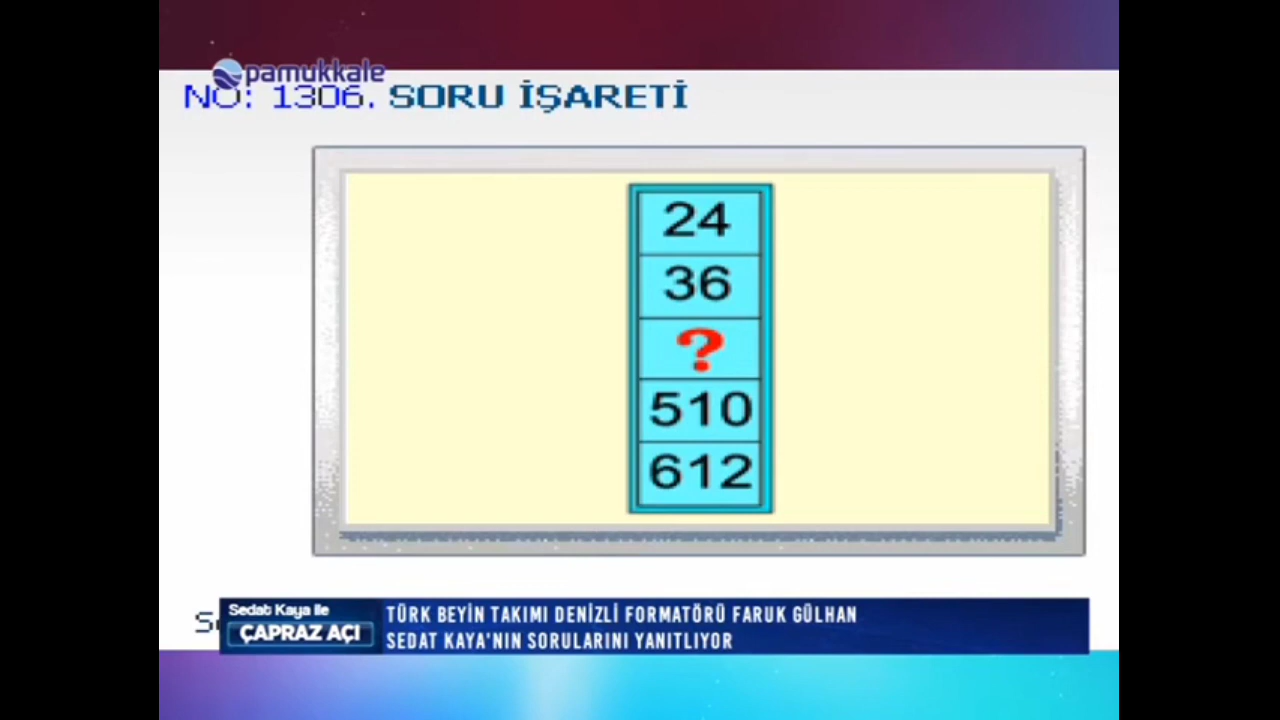 pamukkale
NO: 1306. SORU İŞARETİ
24
36
?
510
612
Sedat Kaya ile
ÇAPRAZ AÇI
TÜRK BEYİN TAKIMI DENİZLİ FORMATÖRÜ FARUK GÜLHAN
SEDAT KAYA'NIN SORULARINI YANITLIYOR